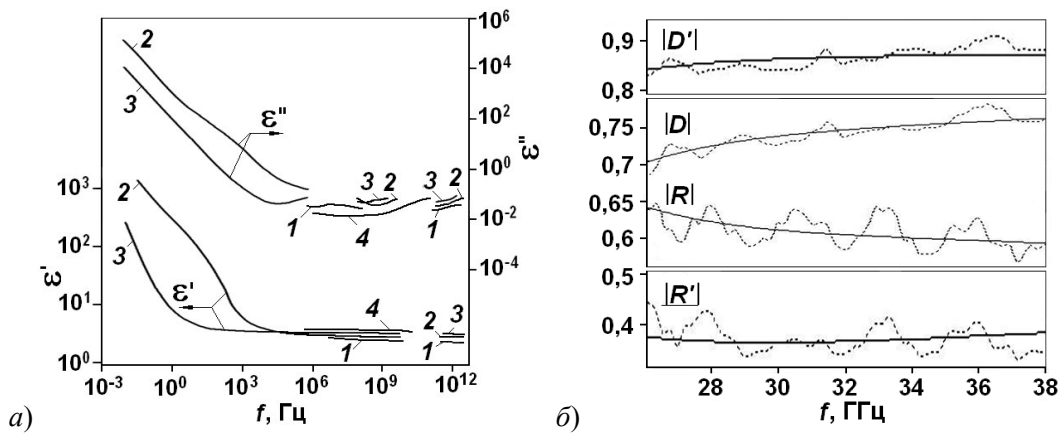 10⁶
10⁴
10⁰
10⁻²
10⁻⁴
ε"
10³
10²
10¹
10⁰
ε'
2
3
ε"
2
3
ε'
1
3 2
4
3 2
1
4
1
2 3
1
10⁻³ 10⁰ 10³ 10⁶ 10⁹ 10¹²
f, Гц
а)
0,9
0,8
|D'|
0,75
0,7
|D|
0,65
0,6
|R|
0,5
0,4
|R'|
28 30 32 34 36 38
f, ГГц
б)